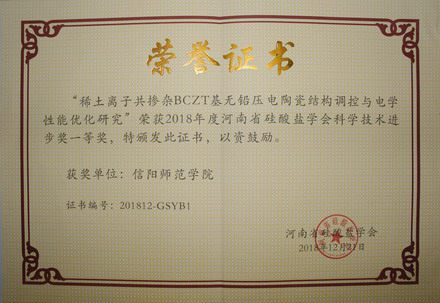 荣誉证书
“稀土离子共掺杂BCZT基无铅压电陶瓷结构调控与电学
性能优化研究”荣获2018年度河南省硅酸盐学会科学技术进
步奖一等奖，特颁发此证书，以资鼓励。
获奖单位：信阳师范学院
证书编号：201812-GSYB1
河南省硅酸盐学会
2018年12月21日